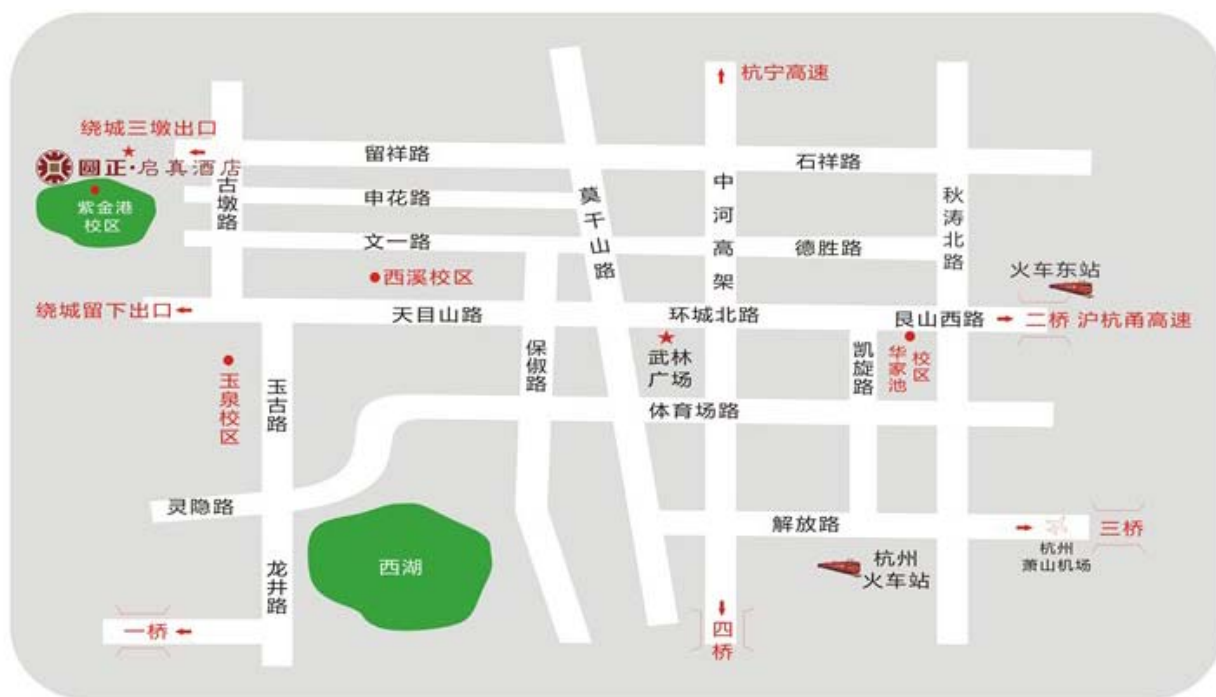 杭宁高速
绕城三墩出口
留祥路
石祥路
圓正·启真酒店
紫金港
校区
古墩路
申花路
莫干山路
中河高架
秋涛北路
文一路
德胜路
西溪校区
火车东站
绕城留下出口
天目山路
环城北路
艮山西路
二桥 沪杭甬高速
保俶路
武林
广场
凯旋路
华家池
校区
玉泉校区
玉古路
体育场路
灵隐路
解放路
三桥
杭州
萧山机场
西湖
龙井路
杭州
火车站
一桥
四桥